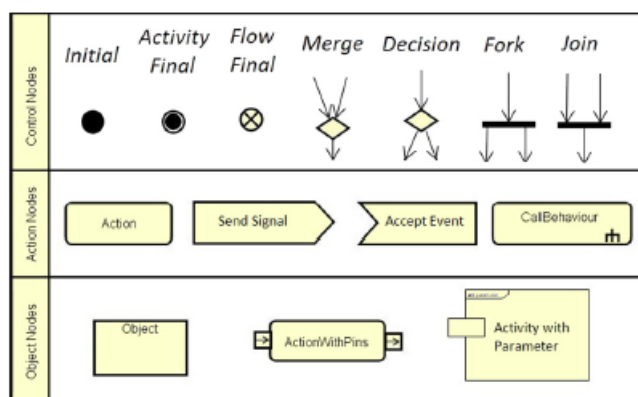 Control Nodes
Initial
Activity
Final
Flow
Final
Merge
Decision
Fork
Join
Action Nodes
Action
Send Signal
Accept Event
CallBehaviour
Object Nodes
Object
ActionWithPins
Activity with
Parameter